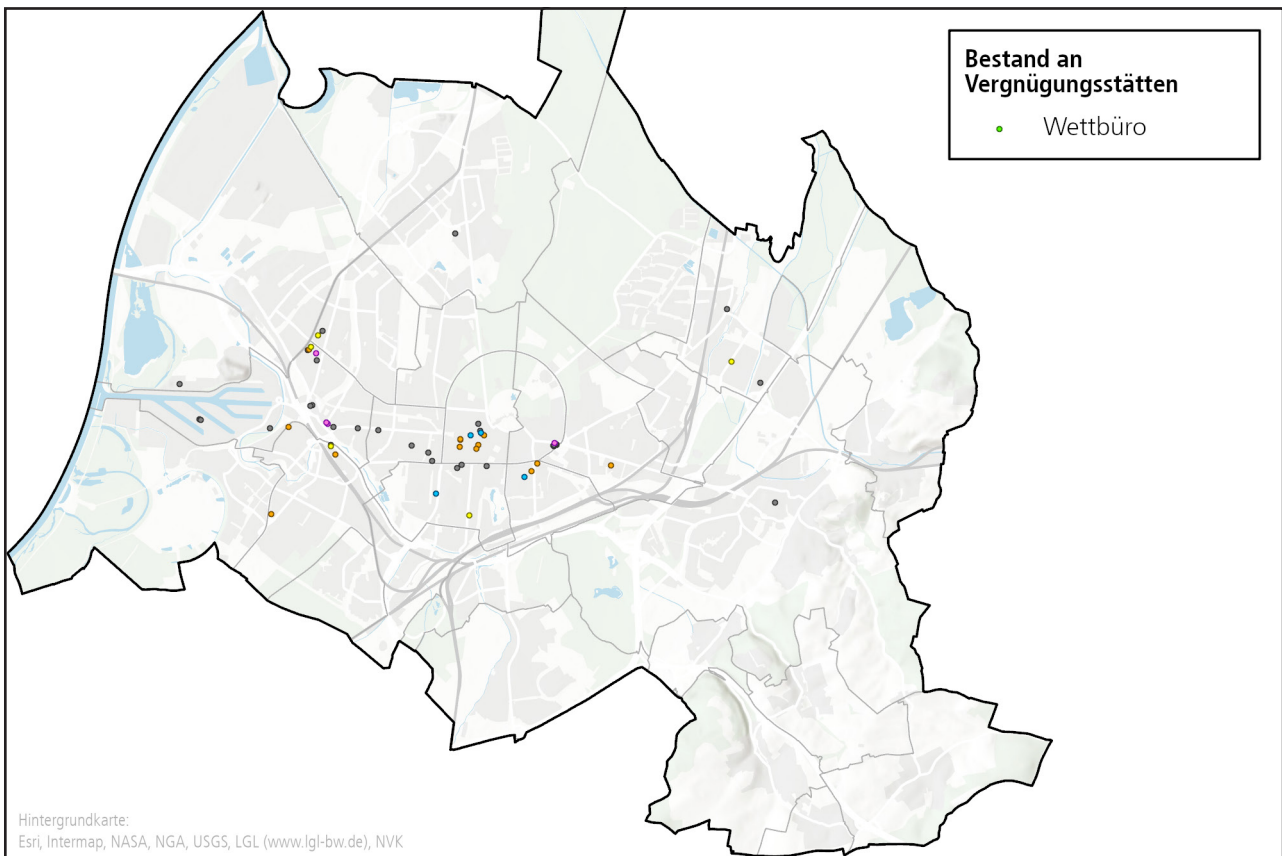 Bestand an
Vergnügungsstätten
Wettbüro
Hintergrundkarte:
Esri, Intermap, NASA, NGA, USGS, LGL (www.lgl-bw.de), NVK